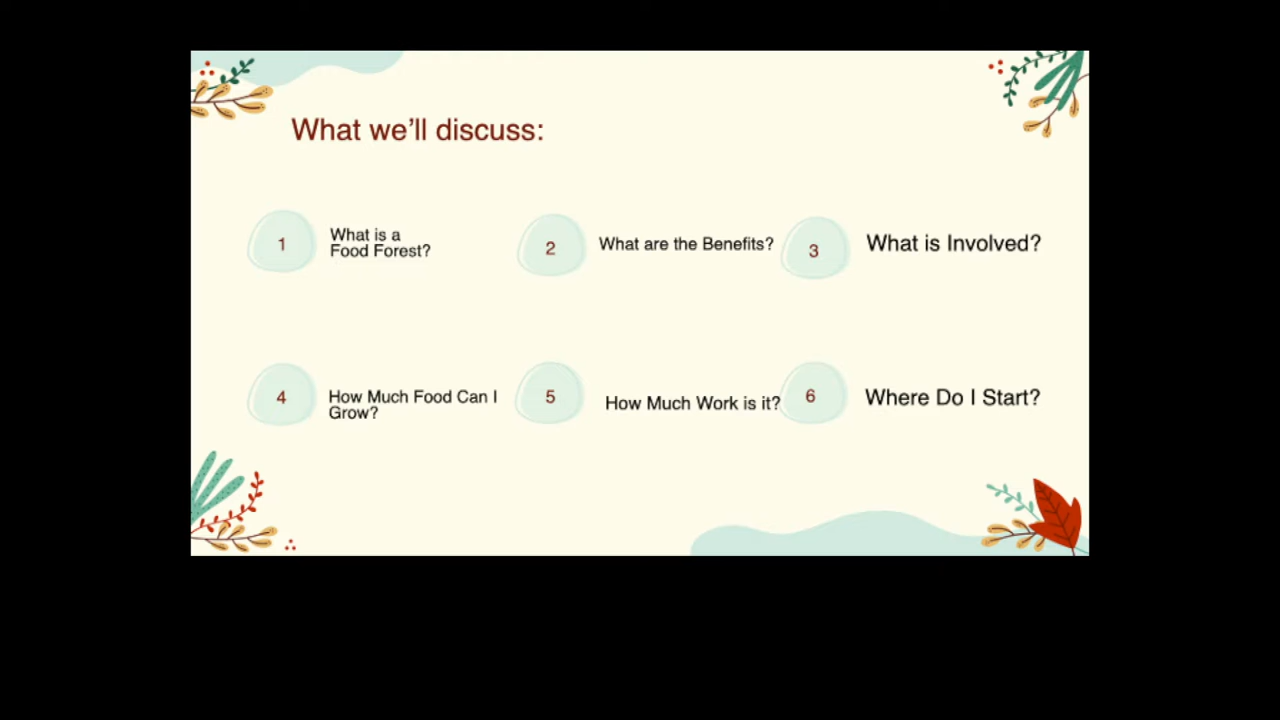 What we'll discuss:
1
What is a
Food Forest?
2
What are the Benefits?
3
What is Involved?
4
How Much Food Can I
Grow?
5
How Much Work is it?
6
Where Do I Start?